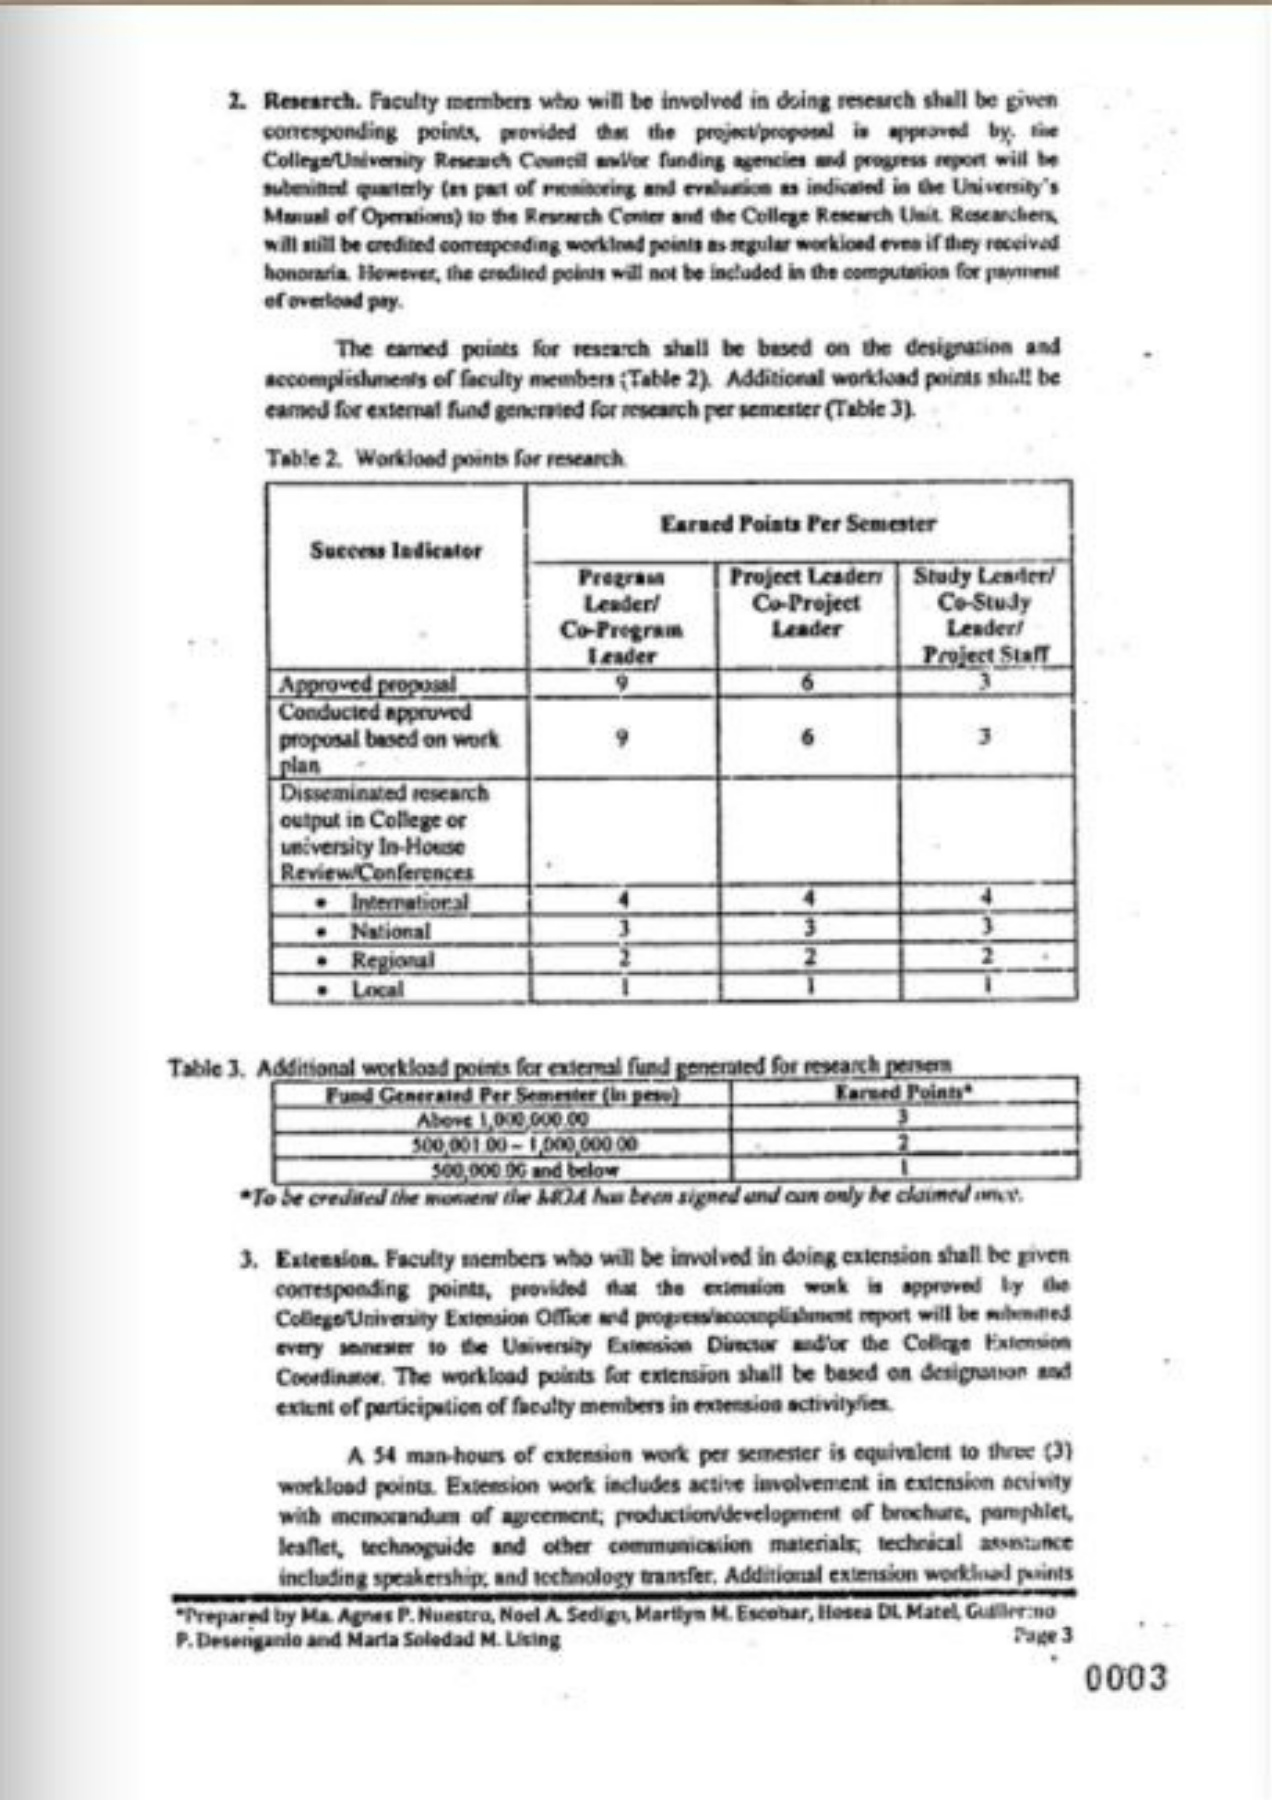 2. Research. Faculty members who will be involved in doing research shall be given
corresponding points, provided that the project/proposal is approved by, the
College/University Research Council and/or funding agencies and progress report will be
submitted quarterly (as part of monitoring and evaluation as indicated in the University's
Manual of Operations) to the Research Center and the College Research Unit. Researchers,
will still be credited corresponding workload points as regular workload even if they received
honoraria. However, the credited points will not be included in the computation for payment
of overload pay.
The earned points for research shall be based on the designation and
accomplishments of faculty members (Table 2). Additional workload points shall be
earned for external fund generated for research per semester (Table 3).
Table 2. Workload points for research
Success Indicator
Earned Points Per Semester
Program Leader/ Co-Program Leader
Project Leader/ Co-Project Leader
Study Leader/ Co-Study Leader/ Project Staff
Approved proposal 9 6 3
Conducted approved
proposal based on work 9 6 3
plan
Disseminated research
output in College or
university In-House
Review/Conferences
• International 4 4 4
• National 3 3 3
• Regional 2 2 2
• Local 1 1 1
Table 3. Additional workload points for external fund generated for research persem
Fund Generated Per Semester (in peso) Earned Points*
Above 1,000,000.00 3
500,001.00 – 1,000,000.00 2
500,000.00 and below 1
*To be credited the moment the MOA has been signed and can only be claimed once.
3. Extension. Faculty members who will be involved in doing extension shall be given
corresponding points, provided that the extension work is approved by the
College/University Extension Office and progress/accomplishment report will be submitted
every semester to the University Extension Director and/or the College Extension
Coordinator. The workload points for extension shall be based on designation and
extent of participation of faculty members in extension activity/ies.
A 54 man-hours of extension work per semester is equivalent to three (3)
workload points. Extension work includes active involvement in extension activity
with memorandum of agreement; production/development of brochure, pamphlet,
leaflet, technoguide and other communication materials; technical assistance
including speakership; and technology transfer. Additional extension workload points
*Prepared by Ma. Agnes P. Nuestro, Noel A. Sedigo, Marilyn M. Escobar, Hosea DL Matel, Guillermo
P. Desenganio and Maria Soledad M. Lising Page 3
0003